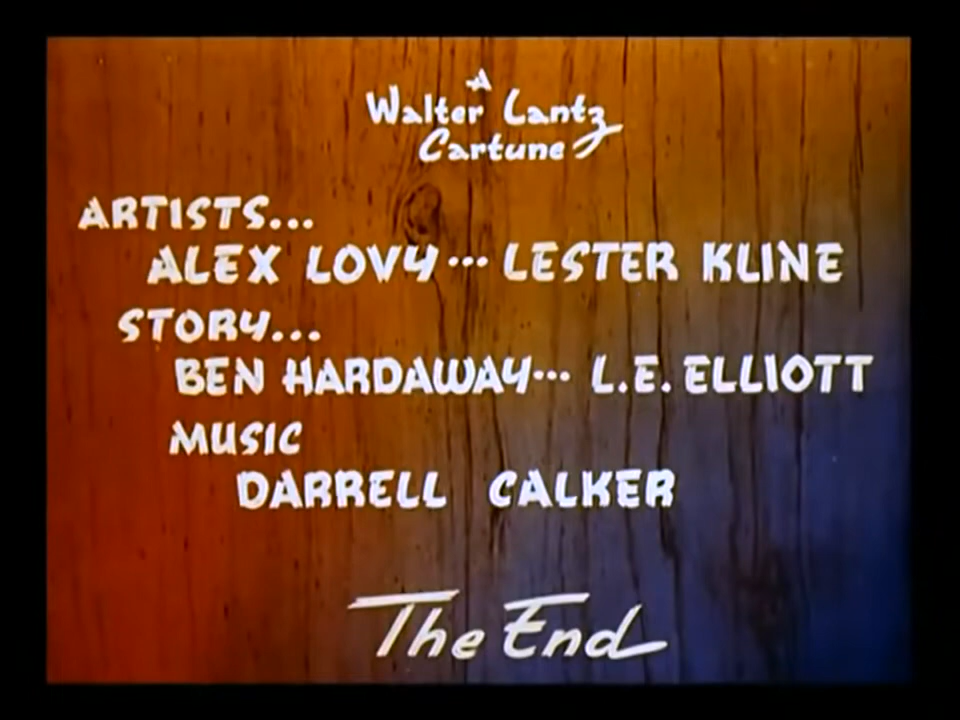 A
Walter Lantz
Cartune
ARTISTS...
ALEX LOVY... LESTER KLINE
STORY...
BEN HARDAWAY... L.E. ELLIOTT
MUSIC
DARRELL CALKER
The End